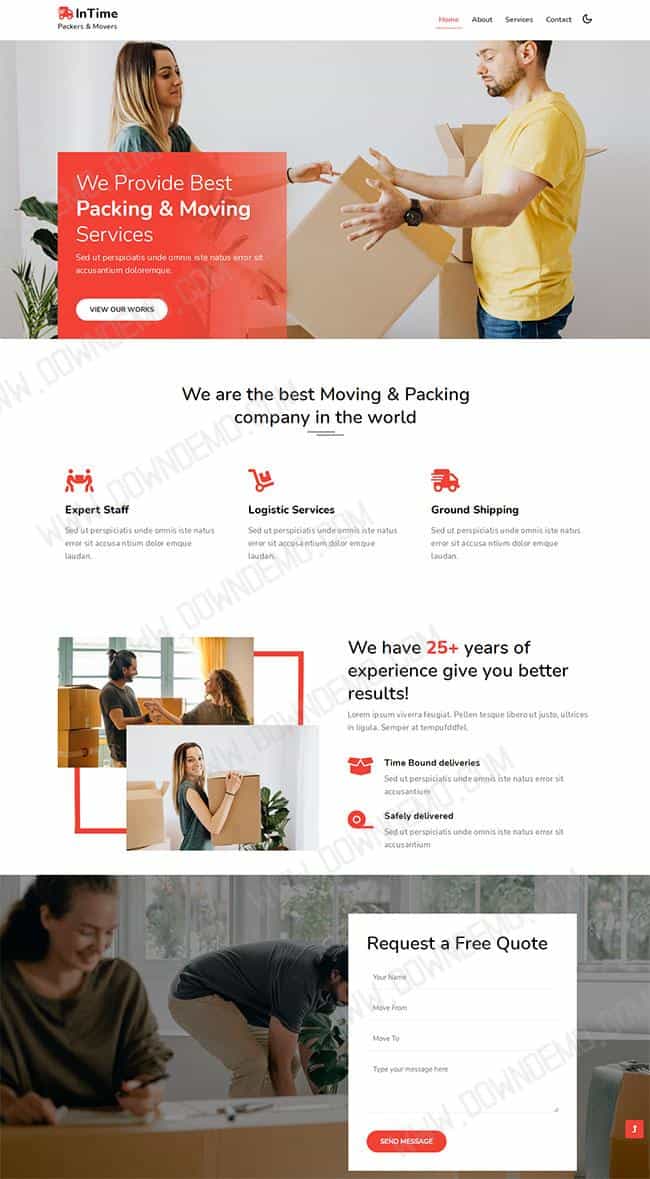 InTime
Packers & Movers
Home About Services Contact
We Provide Best
Packing & Moving
Services
Sed ut perspiciatis unde omnis iste natus error sit
accusantium doloremque.
VIEW OUR WORKS
We are the best Moving & Packing
company in the world
Expert Staff
Sed ut perspiciatis unde omnis iste natus
error sit accusa ntium dolor emque
laudan.
Logistic Services
Sed ut perspiciatis unde omnis iste natus
error sit accusa ntium dolor emque
laudan.
Ground Shipping
Sed ut perspiciatis unde omnis iste natus
error sit accusa ntium dolor emque
laudan.
We have 25+ years of
experience give you better
results!
Lorem ipsum viverra feugiat. Pellen tesque libero ut justo, ultrices
in ligula. Semper at tempufddfel.
Time Bound deliveries
Sed ut perspiciatis unde omnis iste natus error sit
accusantium
Safely delivered
Sed ut perspiciatis unde omnis iste natus error sit
accusantium
Request a Free Quote
Your Name
Move From
Move To
Type your message here
SEND MESSAGE
WWW.DOWNDEMO.COM